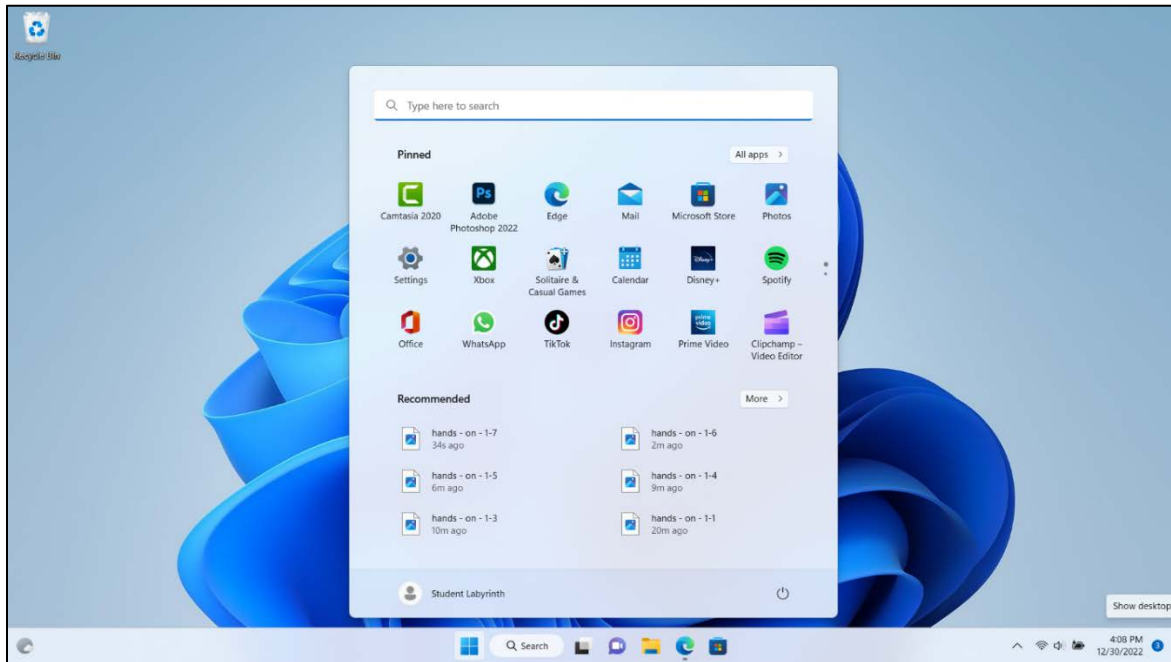 Recycle Bin
Type here to search
Pinned
All apps >
Camtasia 2020
Adobe
Photoshop 2022
Edge
Mail
Microsoft Store
Photos
Settings
Xbox
Solitaire &
Casual Games
Calendar
Disney+
Spotify
Office
WhatsApp
TikTok
Instagram
Prime Video
Clipchamp –
Video Editor
Recommended
More >
hands - on - 1-7
34s ago
hands - on - 1-6
2m ago
hands - on - 1-5
6m ago
hands - on - 1-4
9m ago
hands - on - 1-3
10m ago
hands - on - 1-1
20m ago
Student Labyrinth
Show desktop
Search
4:08 PM
12/30/2022
3